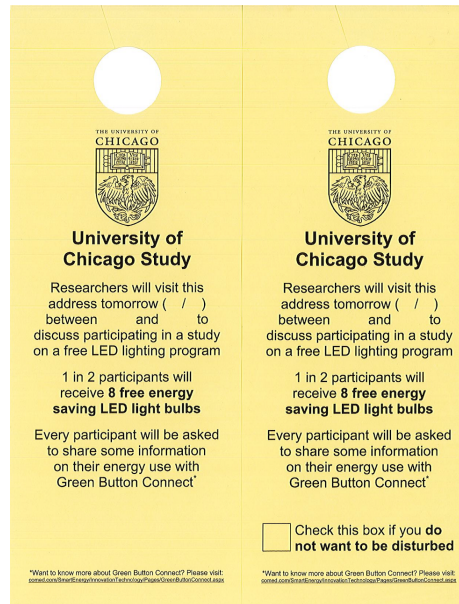 THE UNIVERSITY OF
CHICAGO
University of
Chicago Study
Researchers will visit this
address tomorrow ( / )
between and to
discuss participating in a study
on a free LED lighting program
1 in 2 participants will
receive 8 free energy
saving LED light bulbs
Every participant will be asked
to share some information
on their energy use with
Green Button Connect*
*Want to know more about Green Button Connect? Please visit:
comed.com/SmartEnergy/InnovationTechnology/Pages/GreenButtonConnect.aspx
THE UNIVERSITY OF
CHICAGO
University of
Chicago Study
Researchers will visit this
address tomorrow ( / )
between and to
discuss participating in a study
on a free LED lighting program
1 in 2 participants will
receive 8 free energy
saving LED light bulbs
Every participant will be asked
to share some information
on their energy use with
Green Button Connect*
Check this box if you do
not want to be disturbed
*Want to know more about Green Button Connect? Please visit:
comed.com/SmartEnergy/InnovationTechnology/Pages/GreenButtonConnect.aspx